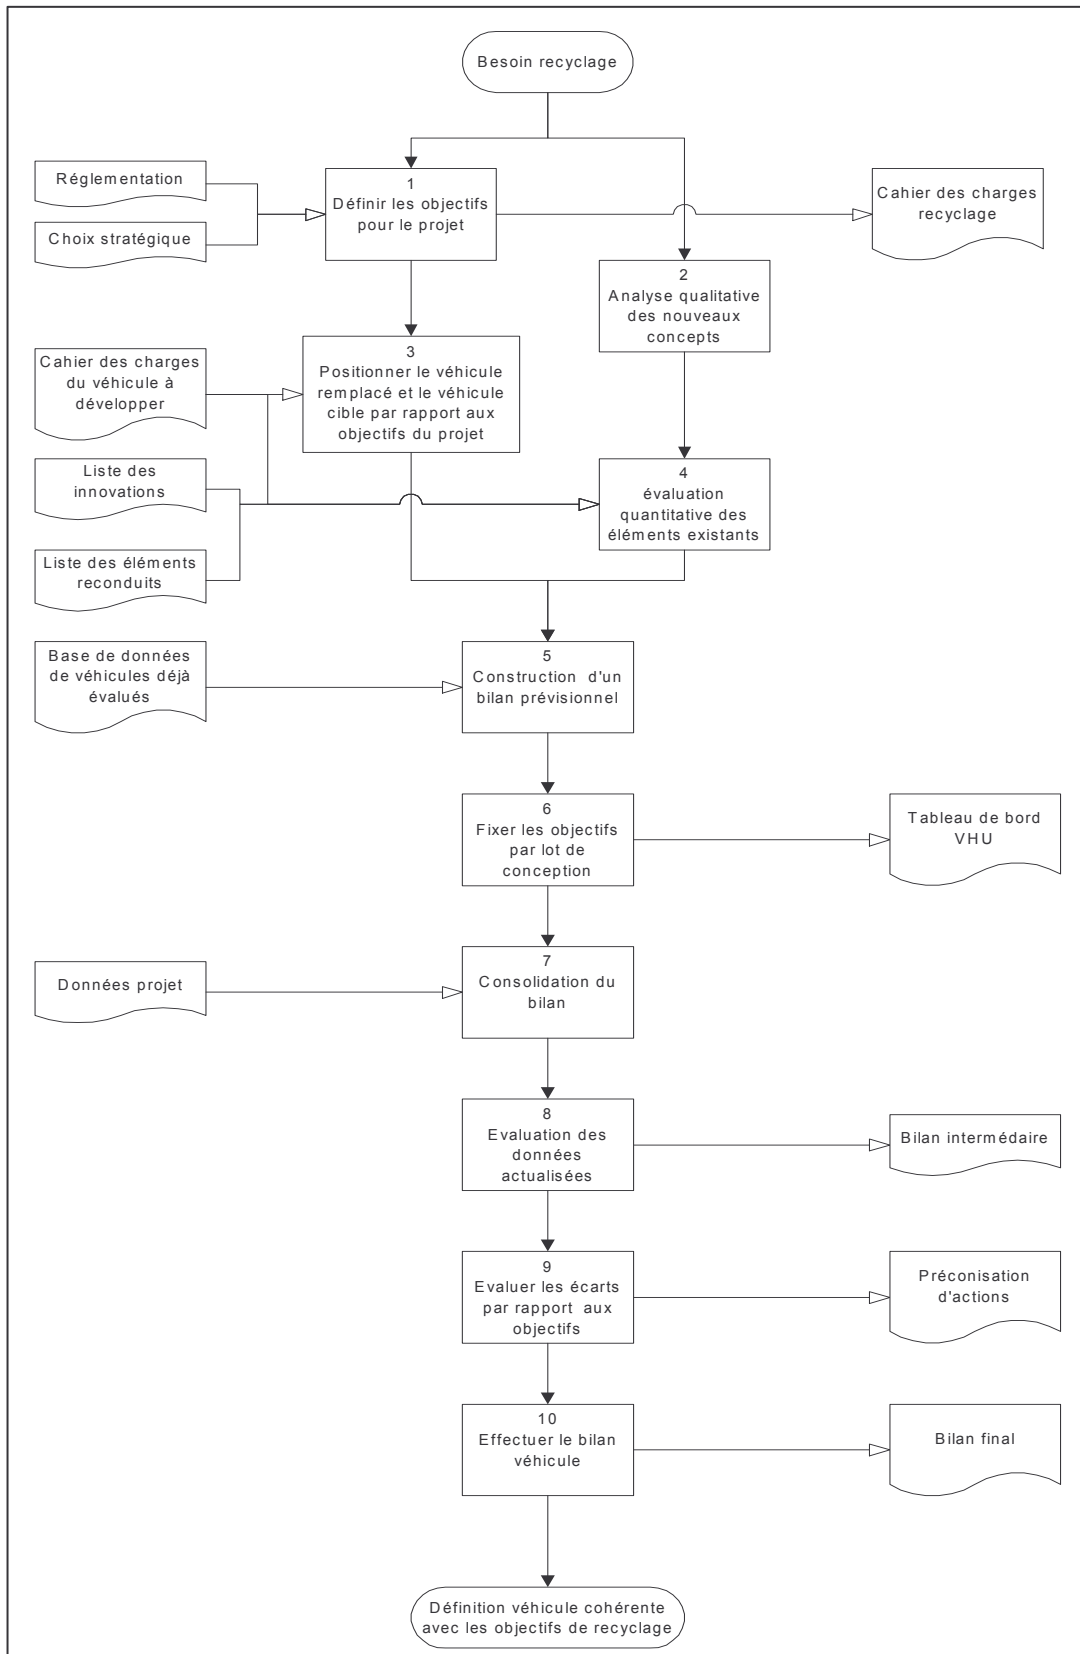 Besoin recyclage
Réglementation
Choix stratégique
1
Définir les objectifs
pour le projet
Cahier des charges
recyclage
2
Analyse qualitative
des nouveaux
concepts
Cahier des charges
du véhicule à
développer
3
Positionner le véhicule
remplacé et le véhicule
cible par rapport aux
objectifs du projet
Liste des
innovations
4
évaluation
quantitative des
éléments existants
Liste des éléments
reconduits
Base de données
de véhicules déjà
évalués
5
Construction d'un
bilan prévisionnel
6
Fixer les objectifs
par lot de
conception
Tableau de bord
VHU
Données projet
7
Consolidation du
bilan
8
Evaluation des
données
actualisées
Bilan intermédaire
9
Evaluer les écarts
par rapport aux
objectifs
Préconisation
d'actions
10
Effectuer le bilan
véhicule
Bilan final
Définition véhicule cohérente
avec les objectifs de recyclage